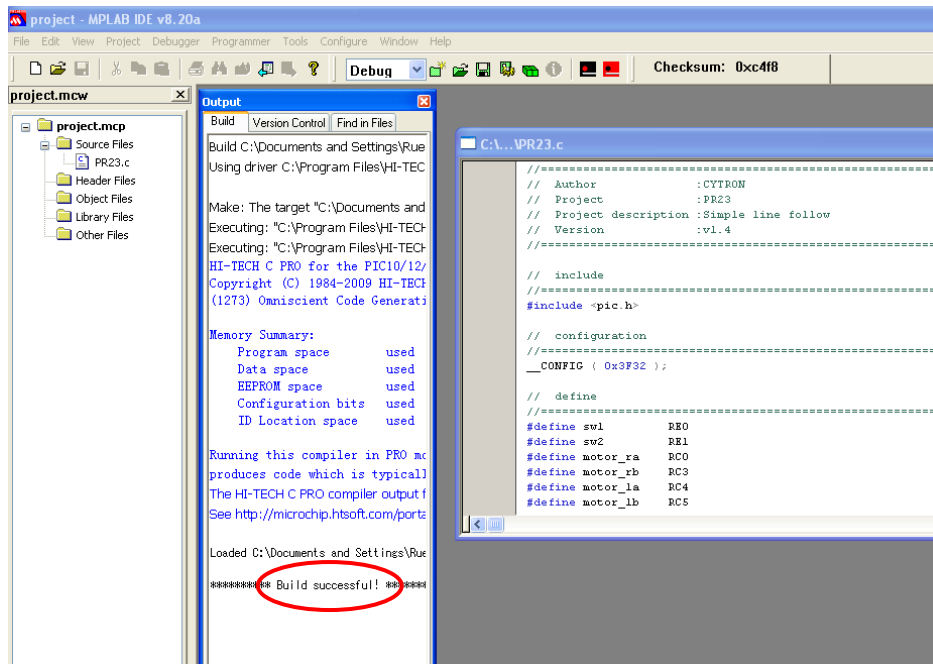 project - MPLAB IDE v8.20a
File Edit View Project Debugger Programmer Tools Configure Window Help
Debug
Checksum: 0xc4f8
project.mcw
project.mcp
Source Files
PR23.c
Header Files
Object Files
Library Files
Other Files
Output
Build Version Control Find in Files
Build C:\Documents and Settings\Rue
Using driver C:\Program Files\HI-TEC
Make: The target "C:\Documents and
Executing: "C:\Program Files\HI-TECH
Executing: "C:\Program Files\HI-TECH
HI-TECH C PRO for the PIC10/12/
Copyright (C) 1984-2009 HI-TECH
(1273) Omniscient Code Generati
Memory Summary:
Program space used
Data space used
EEPROM space used
Configuration bits used
ID Location space used
Running this compiler in PRO mo
produces code which is typicall
The HI-TECH C PRO compiler output f
See http://microchip.htsoft.com/porta
Loaded C:\Documents and Settings\Rue
********** Build successful! *******
C:\...\PR23.c
//==================================================
// Author :CYTRON
// Project :PR23
// Project description :Simple line follow
// Version :v1.4
//==================================================
// include
//==================================================
#include <pic.h>
// configuration
//==================================================
__CONFIG ( 0x3F32 );
// define
//==================================================
#define sw1 RE0
#define sw2 RE1
#define motor_ra RC0
#define motor_rb RC3
#define motor_la RC4
#define motor_lb RC5